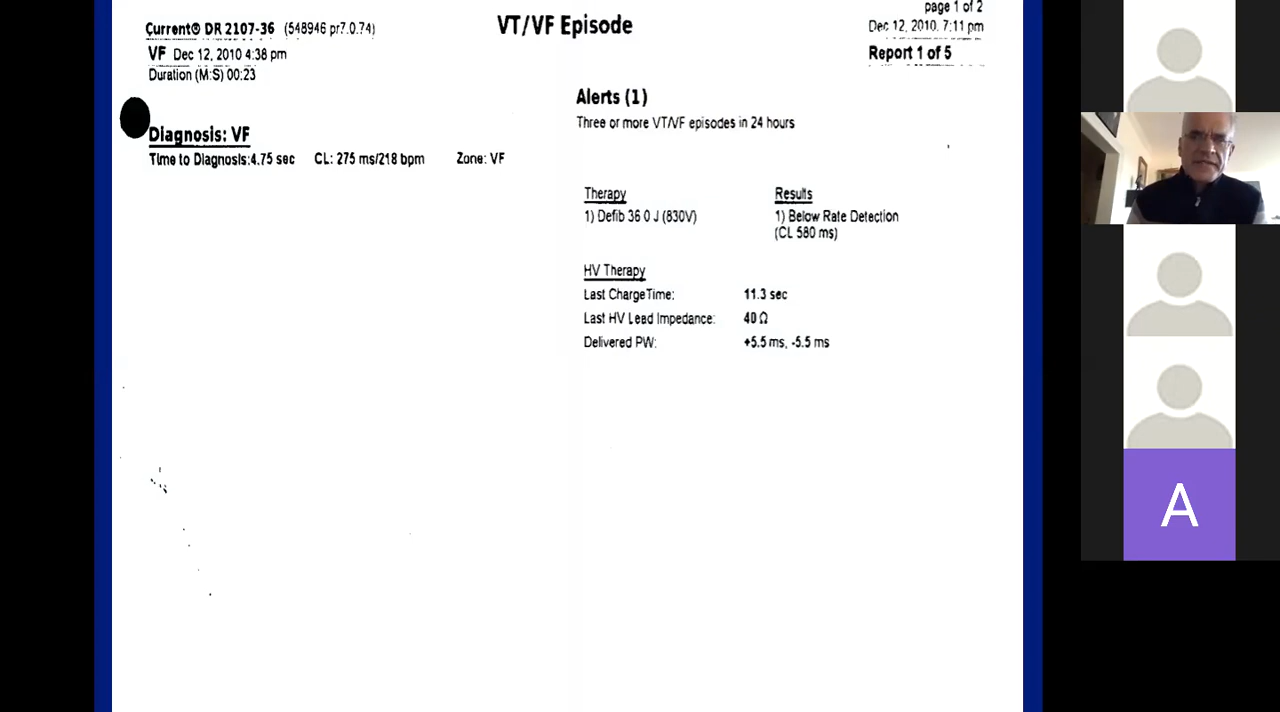 page 1 of 2
Current® DR 2107-36 (548946 pr7.0.74)
VT/VF Episode
Dec 12, 2010, 7:11 pm
VF Dec 12, 2010 4:38 pm
Report 1 of 5
Duration (M:S) 00:23
Alerts (1)
Three or more VT/VF episodes in 24 hours
Diagnosis: VF
Time to Diagnosis:4.75 sec CL: 275 ms/218 bpm Zone: VF
Therapy Results
1) Defib 36 0 J (830V) 1) Below Rate Detection
(CL 580 ms)
HV Therapy
Last Charge Time: 11.3 sec
Last HV Lead Impedance: 40 Ω
Delivered PW: +5.5 ms, -5.5 ms
A